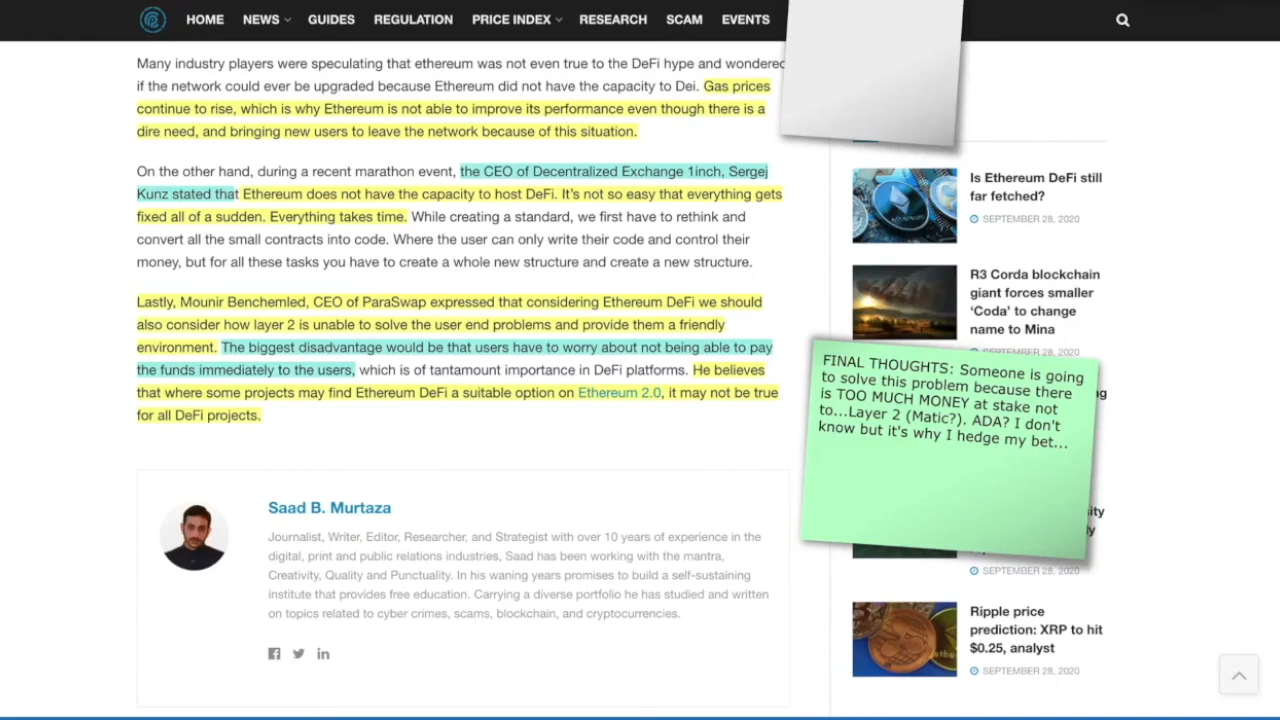 HOME NEWS GUIDES REGULATION PRICE INDEX RESEARCH SCAM EVENTS
Many industry players were speculating that ethereum was not even true to the DeFi hype and wondered
if the network could ever be upgraded because Ethereum did not have the capacity to Dei. Gas prices
continue to rise, which is why Ethereum is not able to improve its performance even though there is a
dire need, and bringing new users to leave the network because of this situation.
On the other hand, during a recent marathon event, the CEO of Decentralized Exchange 1inch, Sergej
Kunz stated that Ethereum does not have the capacity to host DeFi. It's not so easy that everything gets
fixed all of a sudden. Everything takes time. While creating a standard, we first have to rethink and
convert all the small contracts into code. Where the user can only write their code and control their
money, but for all these tasks you have to create a whole new structure and create a new structure.
Lastly, Mounir Benchemled, CEO of ParaSwap expressed that considering Ethereum DeFi we should
also consider how layer 2 is unable to solve the user end problems and provide them a friendly
environment. The biggest disadvantage would be that users have to worry about not being able to pay
the funds immediately to the users, which is of tantamount importance in DeFi platforms. He believes
that where some projects may find Ethereum DeFi a suitable option on Ethereum 2.0, it may not be true
for all DeFi projects.
Saad B. Murtaza
Journalist, Writer, Editor, Researcher, and Strategist with over 10 years of experience in the
digital, print and public relations industries, Saad has been working with the mantra,
Creativity, Quality and Punctuality. In his waning years promises to build a self-sustaining
institute that provides free education. Carrying a diverse portfolio he has studied and written
on topics related to cyber crimes, scams, blockchain, and cryptocurrencies.
Is Ethereum DeFi still
far fetched?
SEPTEMBER 28, 2020
R3 Corda blockchain
giant forces smaller
'Coda' to change
name to Mina
SEPTEMBER 28, 2020
FINAL THOUGHTS: Someone is going
to solve this problem because there
is TOO MUCH MONEY at stake not
to...Layer 2 (Matic?). ADA? I don't
know but it's why I hedge my bet...
SEPTEMBER 28, 2020
Ripple price
prediction: XRP to hit
$0.25, analyst
SEPTEMBER 28, 2020